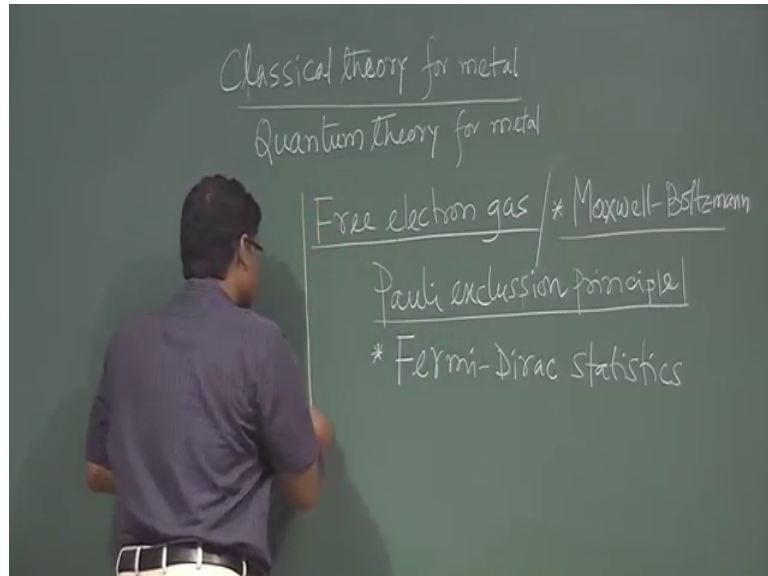 Classical theory for metal
Quantum theory for metal
Free electron gas / * Maxwell-Boltzmann
Pauli exclussion principle
* Fermi-Dirac statistics